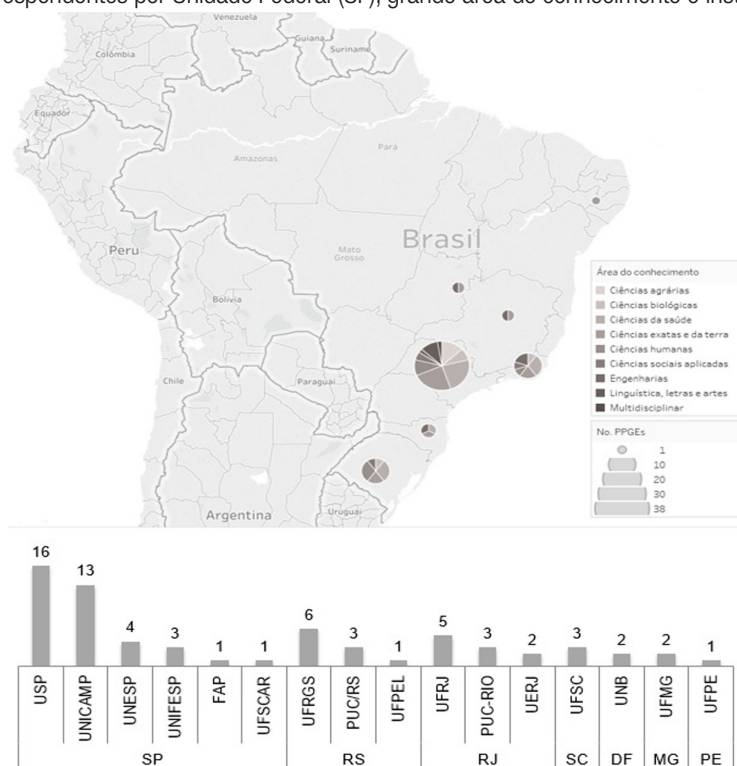 espondentes por Unidade Federal (SP), grande área do conhecimento e inst
Venezuela
Guiana
Suriname
Colômbia
Equador
Amazonas
Pará
Brasil
Peru
Mato
Grosso
Bolívia
Chile
Paraguai
Argentina
Uruguai
Área do conhecimento
Ciências agrárias
Ciências biológicas
Ciências da saúde
Ciências exatas e da terra
Ciências humanas
Ciências sociais aplicadas
Engenharias
Linguística, letras e artes
Multidisciplinar
No. PPGEs
1
10
20
30
38
16 13 4 3 1 1 6 3 1 5 3 2 3 2 2 1
USP UNICAMP UNESP UNIFESP FAP UFSCAR UFRGS PUC/RS UFPEL UFRJ PUC-RIO UERJ UFSC UNB UFMG UFPE
SP RS RJ SC DF MG PE